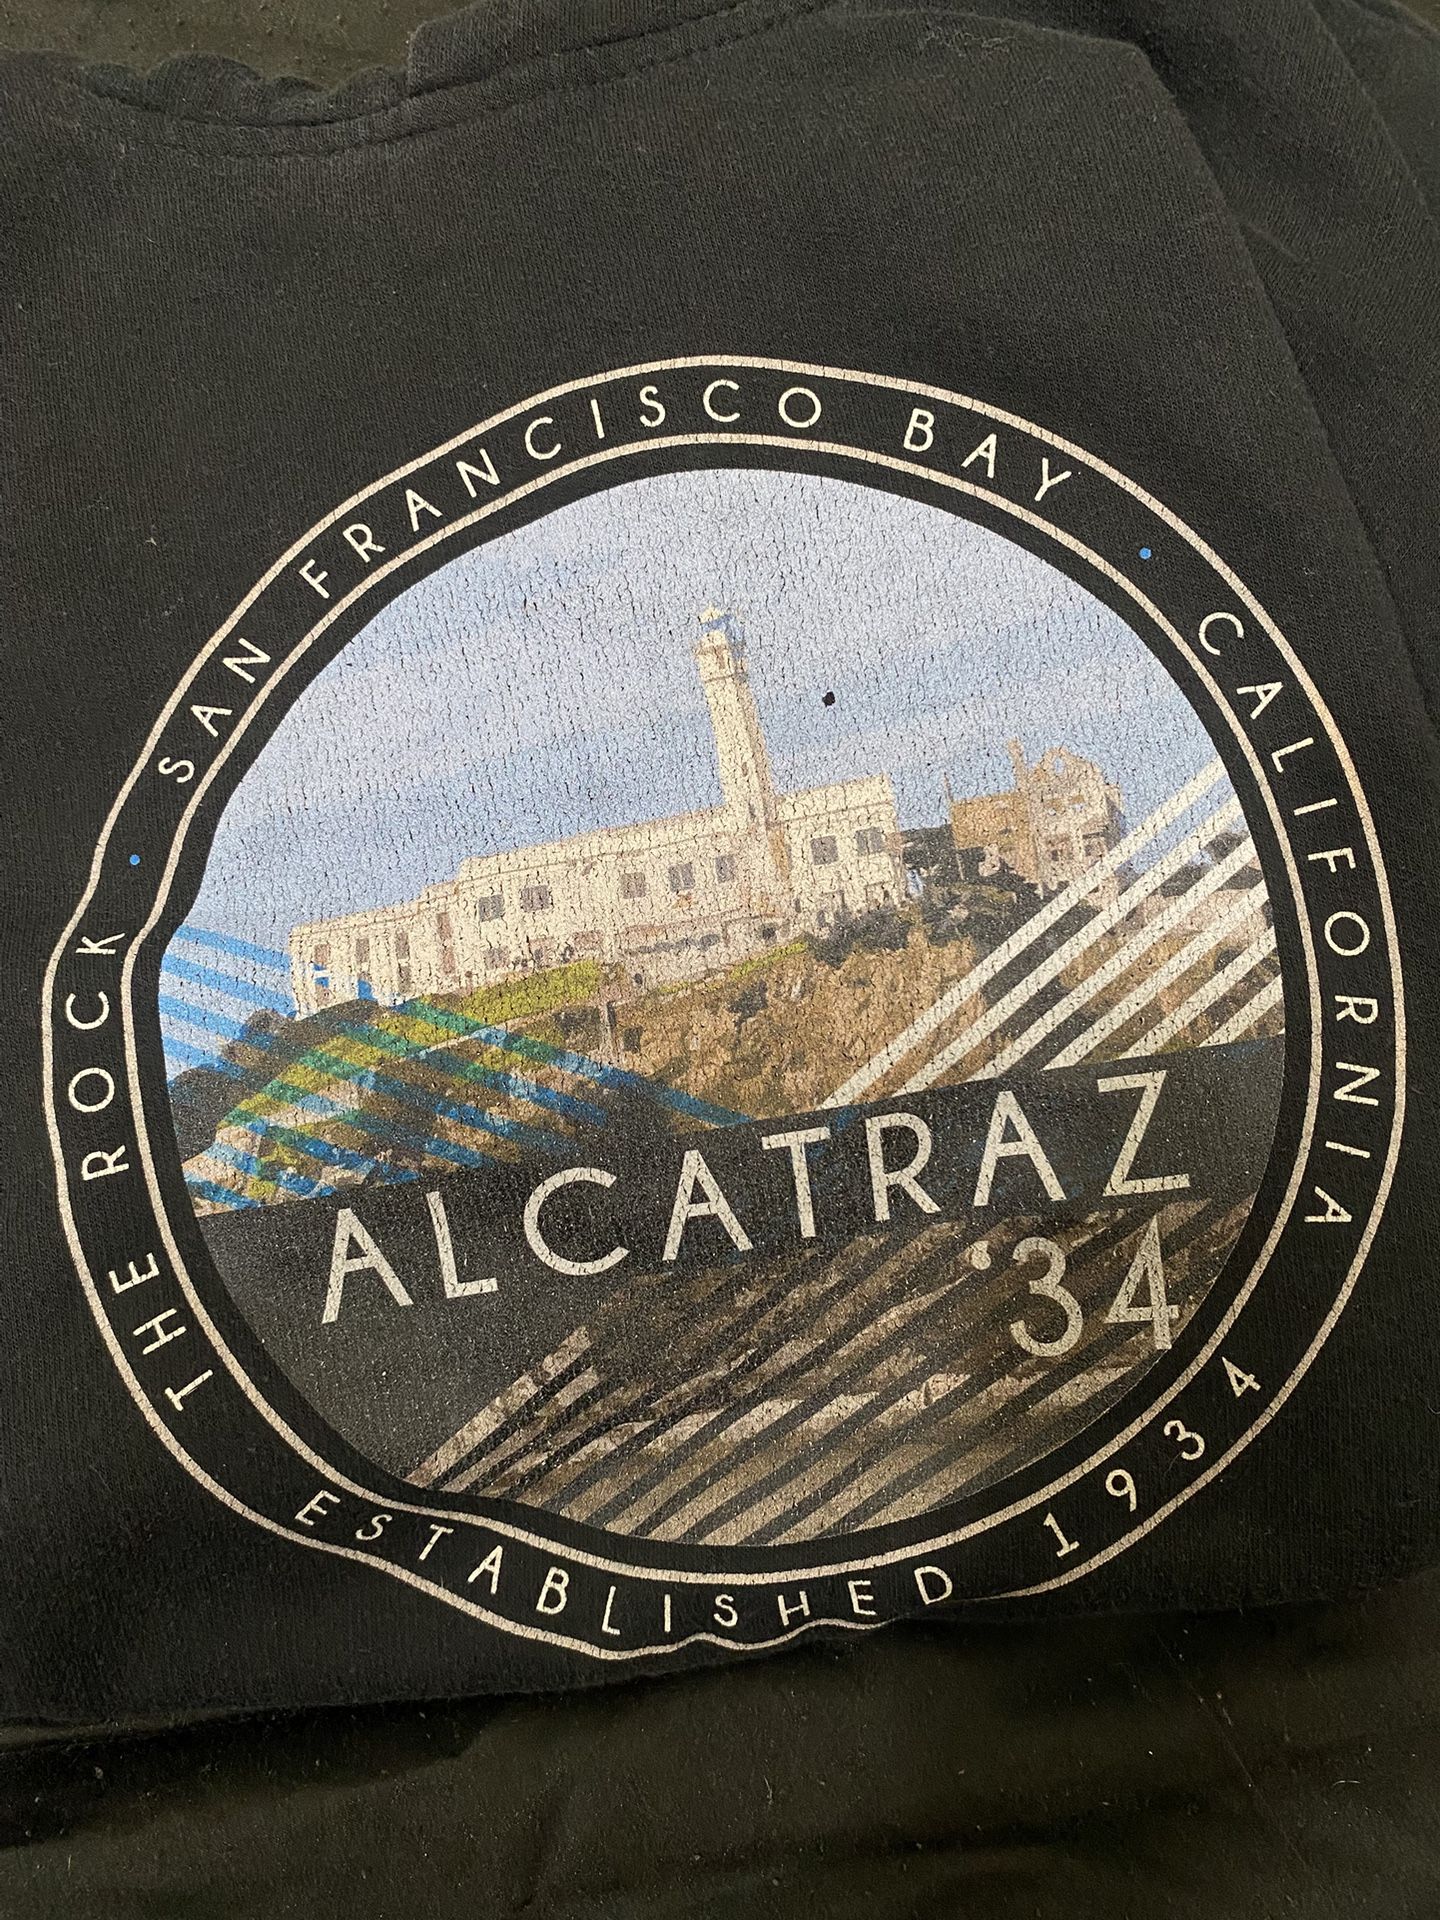 THE ROCK • SAN FRANCISCO BAY • CALIFORNIA
ALCATRAZ
‘34
ESTABLISHED 1934